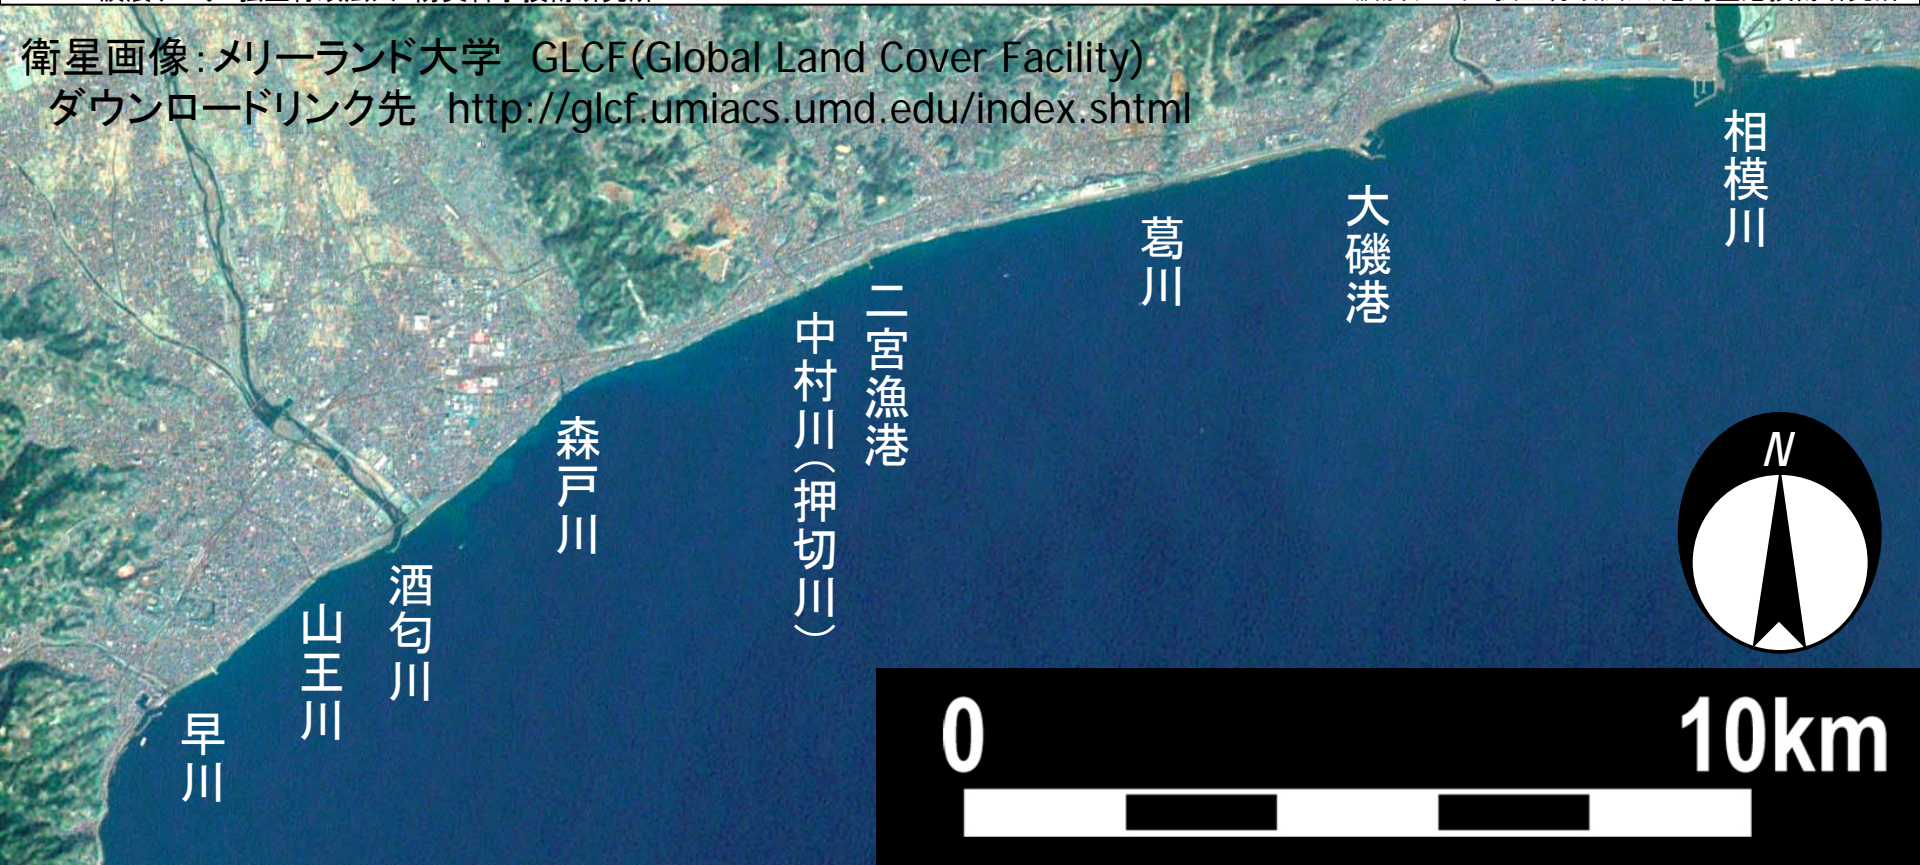 衛星画像:メリーランド大学 GLCF(Global Land Cover Facility)
ダウンロードリンク先 http://glcf.umiacs.umd.edu/index.shtml
相模川
大磯港
葛川
二宮漁港
中村川(押切川)
森戸川
酒匂川
山王川
早川
N
0
10km